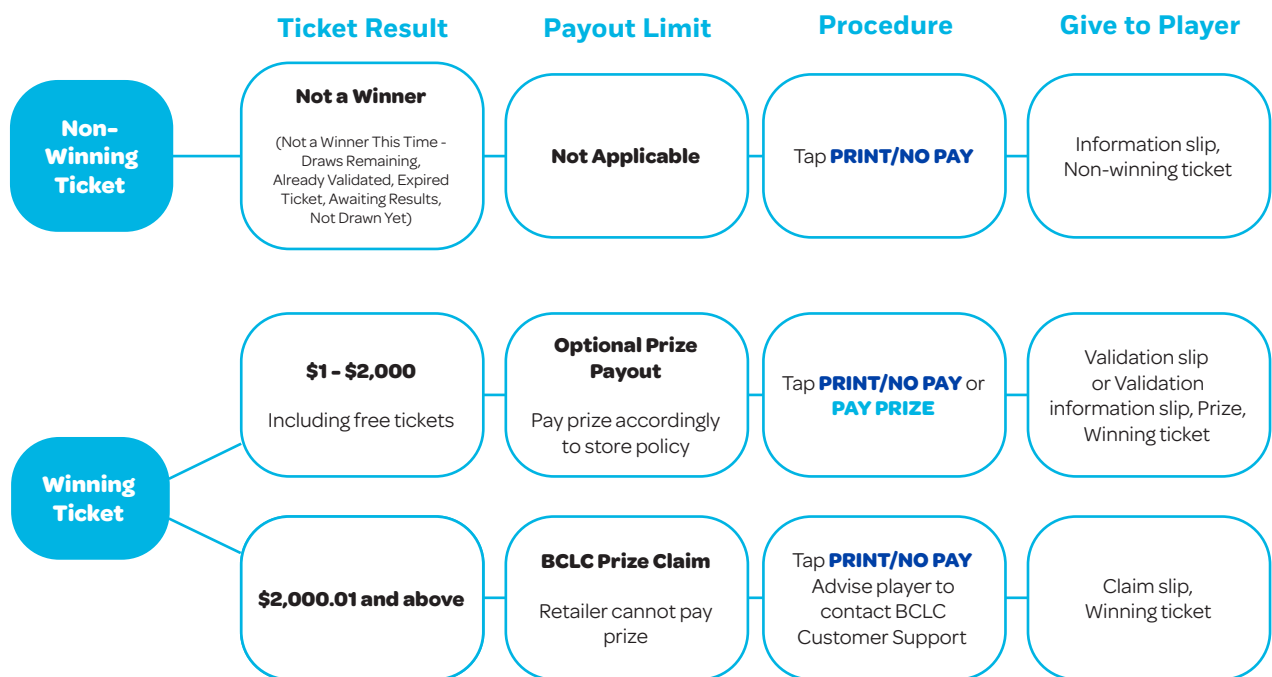 Ticket Result
Payout Limit
Procedure
Give to Player
Non-
Winning
Ticket
Not a Winner
(Not a Winner This Time -
Draws Remaining,
Already Validated, Expired
Ticket, Awaiting Results,
Not Drawn Yet)
Not Applicable
Tap PRINT/NO PAY
Information slip,
Non-winning ticket
Winning
Ticket
$1 - $2,000
Including free tickets
Optional Prize
Payout
Pay prize accordingly
to store policy
Tap PRINT/NO PAY or
PAY PRIZE
Validation slip
or Validation
information slip, Prize,
Winning ticket
$2,000.01 and above
BCLC Prize Claim
Retailer cannot pay
prize
Tap PRINT/NO PAY
Advise player to
contact BCLC
Customer Support
Claim slip,
Winning ticket